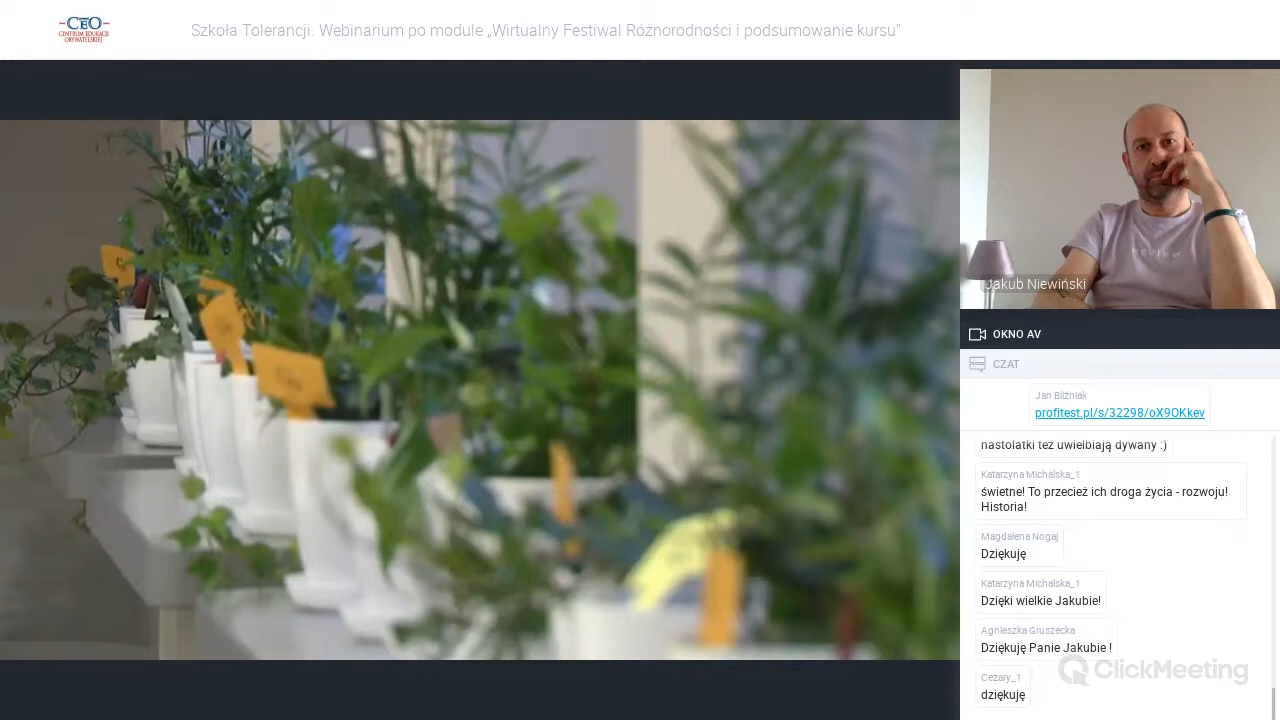 CEO
CENTRUM EDUKACJI
OBYWATELSKIEJ
Szkoła Tolerancji. Webinarium po module „Wirtualny Festiwal Różnorodności i podsumowanie kursu”
REVIEW
Jakub Niewiński
OKNO AV
CZAT
Jan Bliźniak
profitest.pl/s/32298/oX9OKkev
nastolatki też uwielbiają dywany :)
Katarzyna Michalska_1
świetne! To przecież ich droga życia - rozwoju!
Historia!
Magdalena Nogaj
Dziękuję
Katarzyna Michalska_1
Dzięki wielkie Jakubie!
Agnieszka Gruszecka
Dziękuję Panie Jakubie !
Cezary_1
dziękuję
ClickMeeting